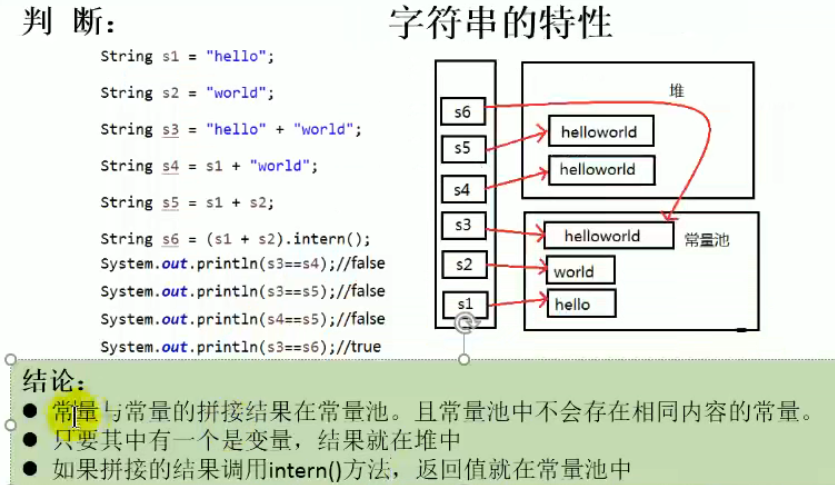 判 断：
字符串的特性
String s1 = "hello";
String s2 = "world";
String s3 = "hello" + "world";
String s4 = s1 + "world";
String s5 = s1 + s2;
String s6 = (s1 + s2).intern();
System.out.println(s3==s4);//false
System.out.println(s3==s5);//false
System.out.println(s4==s5);//false
System.out.println(s3==s6);//true
堆
s6
s5
helloworld
s4
helloworld
s3
helloworld
常量池
s2
world
s1
hello
结论：
● 常量与常量的拼接结果在常量池。且常量池中不会存在相同内容的常量。
● 只要其中有一个是变量，结果就在堆中
● 如果拼接的结果调用intern()方法，返回值就在常量池中